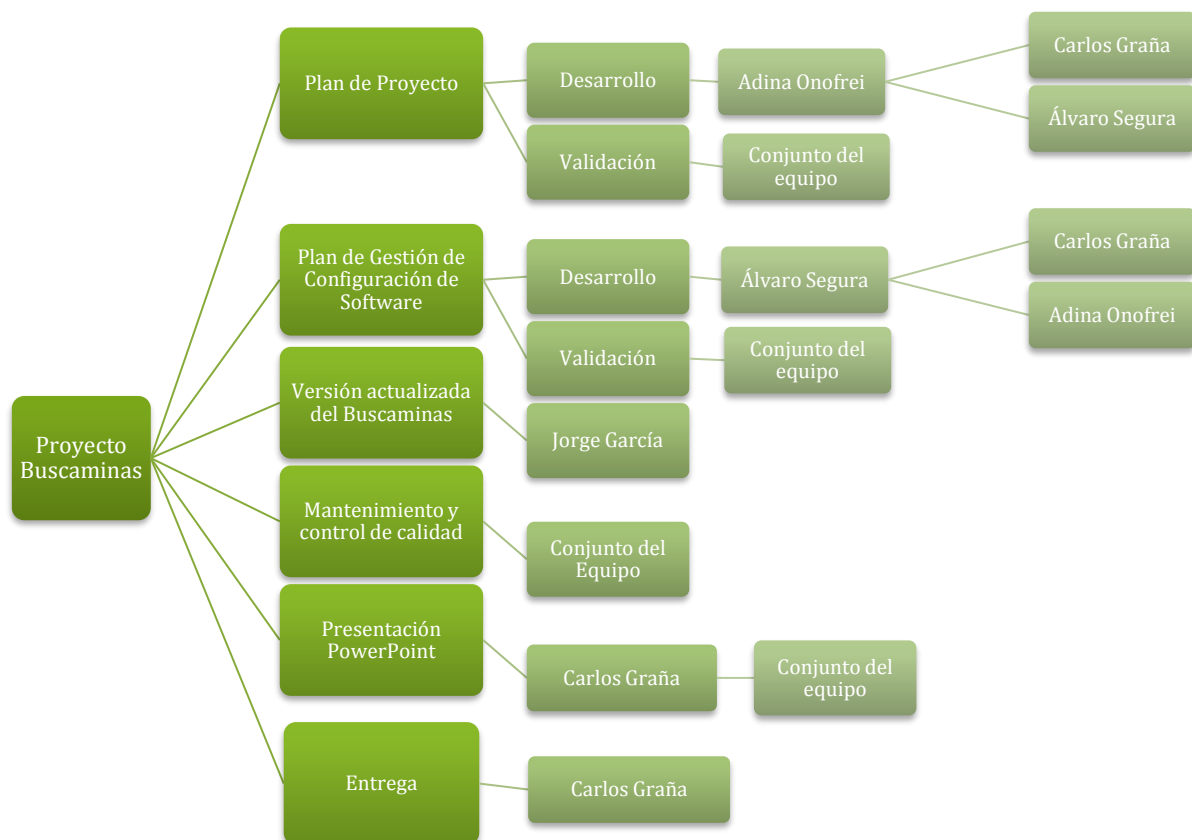 Proyecto
Buscaminas
Plan de Proyecto
Desarrollo
Adina Onofrei
Carlos Graña
Álvaro Segura
Validación
Conjunto del
equipo
Plan de Gestión de
Configuración de
Software
Desarrollo
Álvaro Segura
Carlos Graña
Adina Onofrei
Validación
Conjunto del
equipo
Versión actualizada
del Buscaminas
Jorge García
Mantenimiento y
control de calidad
Conjunto del
Equipo
Presentación
PowerPoint
Carlos Graña
Conjunto del
equipo
Entrega
Carlos Graña